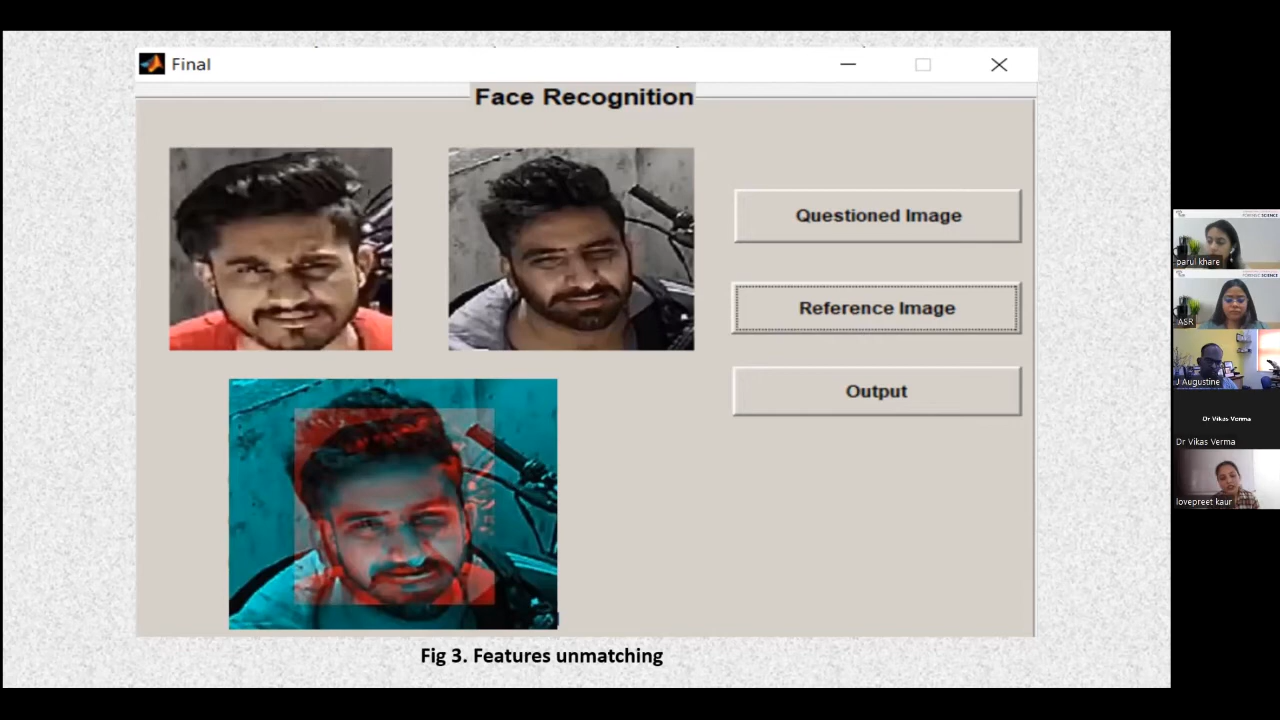 Final
Face Recognition
Questioned Image
Reference Image
Output
Fig 3. Features unmatching
parul khare
ASR
J Augustine
Dr Vikas Verma
Dr Vikas Verma
lovepreet kaur